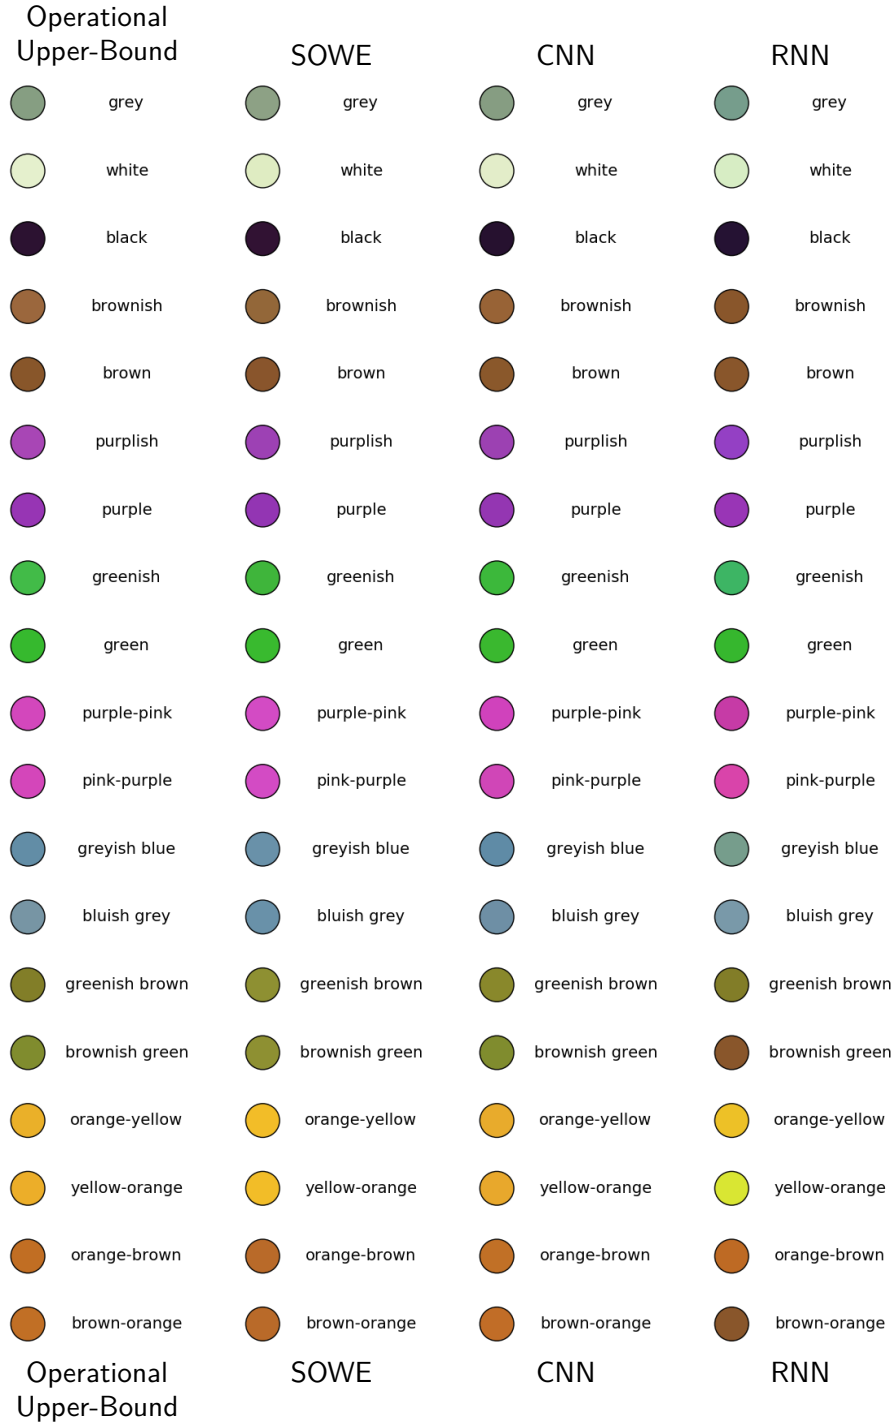 Operational
Upper-Bound SOWE CNN RNN
grey grey grey grey
white white white white
black black black black
brownish brownish brownish brownish
brown brown brown brown
purplish purplish purplish purplish
purple purple purple purple
greenish greenish greenish greenish
green green green green
purple-pink purple-pink purple-pink purple-pink
pink-purple pink-purple pink-purple pink-purple
greyish blue greyish blue greyish blue greyish blue
bluish grey bluish grey bluish grey bluish grey
greenish brown greenish brown greenish brown greenish brown
brownish green brownish green brownish green brownish green
orange-yellow orange-yellow orange-yellow orange-yellow
yellow-orange yellow-orange yellow-orange yellow-orange
orange-brown orange-brown orange-brown orange-brown
brown-orange brown-orange brown-orange brown-orange
Operational SOWE CNN RNN
Upper-Bound